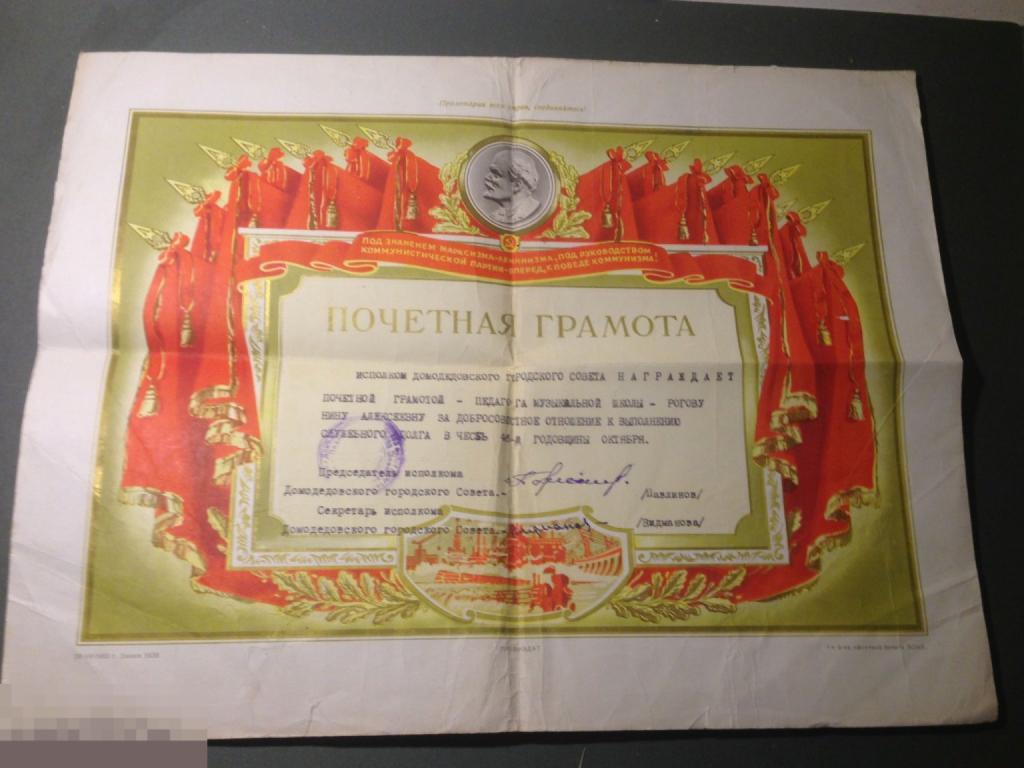 Пролетарии всех стран, соединяйтесь!
ПОД ЗНАМЕНЕМ МАРКСИЗМА-ЛЕНИНИЗМА, ПОД РУКОВОДСТВОМ
КОММУНИСТИЧЕСКОЙ ПАРТИИ-ВПЕРЕД, К ПОБЕДЕ КОММУНИЗМА!
ПОЧЕТНАЯ ГРАМОТА
ИСПОЛКОМ ДОМОДЕДОВСКОГО ГОРОДСКОГО СОВЕТА НАГРАЖДАЕТ
ПОЧЕТНОЙ ГРАМОТОЙ - ПЕДАГОГА МУЗЫКАЛЬНОЙ ШКОЛЫ - РОГОВУ
НИНУ АЛЕКСЕЕВНУ ЗА ДОБРОСОВЕСТНОЕ ОТНОШЕНИЕ К ВЫПОЛНЕНИЮ
СЛУЖЕБНОГО ДОЛГА В ЧЕСТЬ ГОДОВЩИНЫ ОКТЯБРЯ.
Председатель исполкома
Домодедовского городского Совета.- /Павлинов/
Секретарь исполкома
Домодедовского городского Совета.- /Видманова/